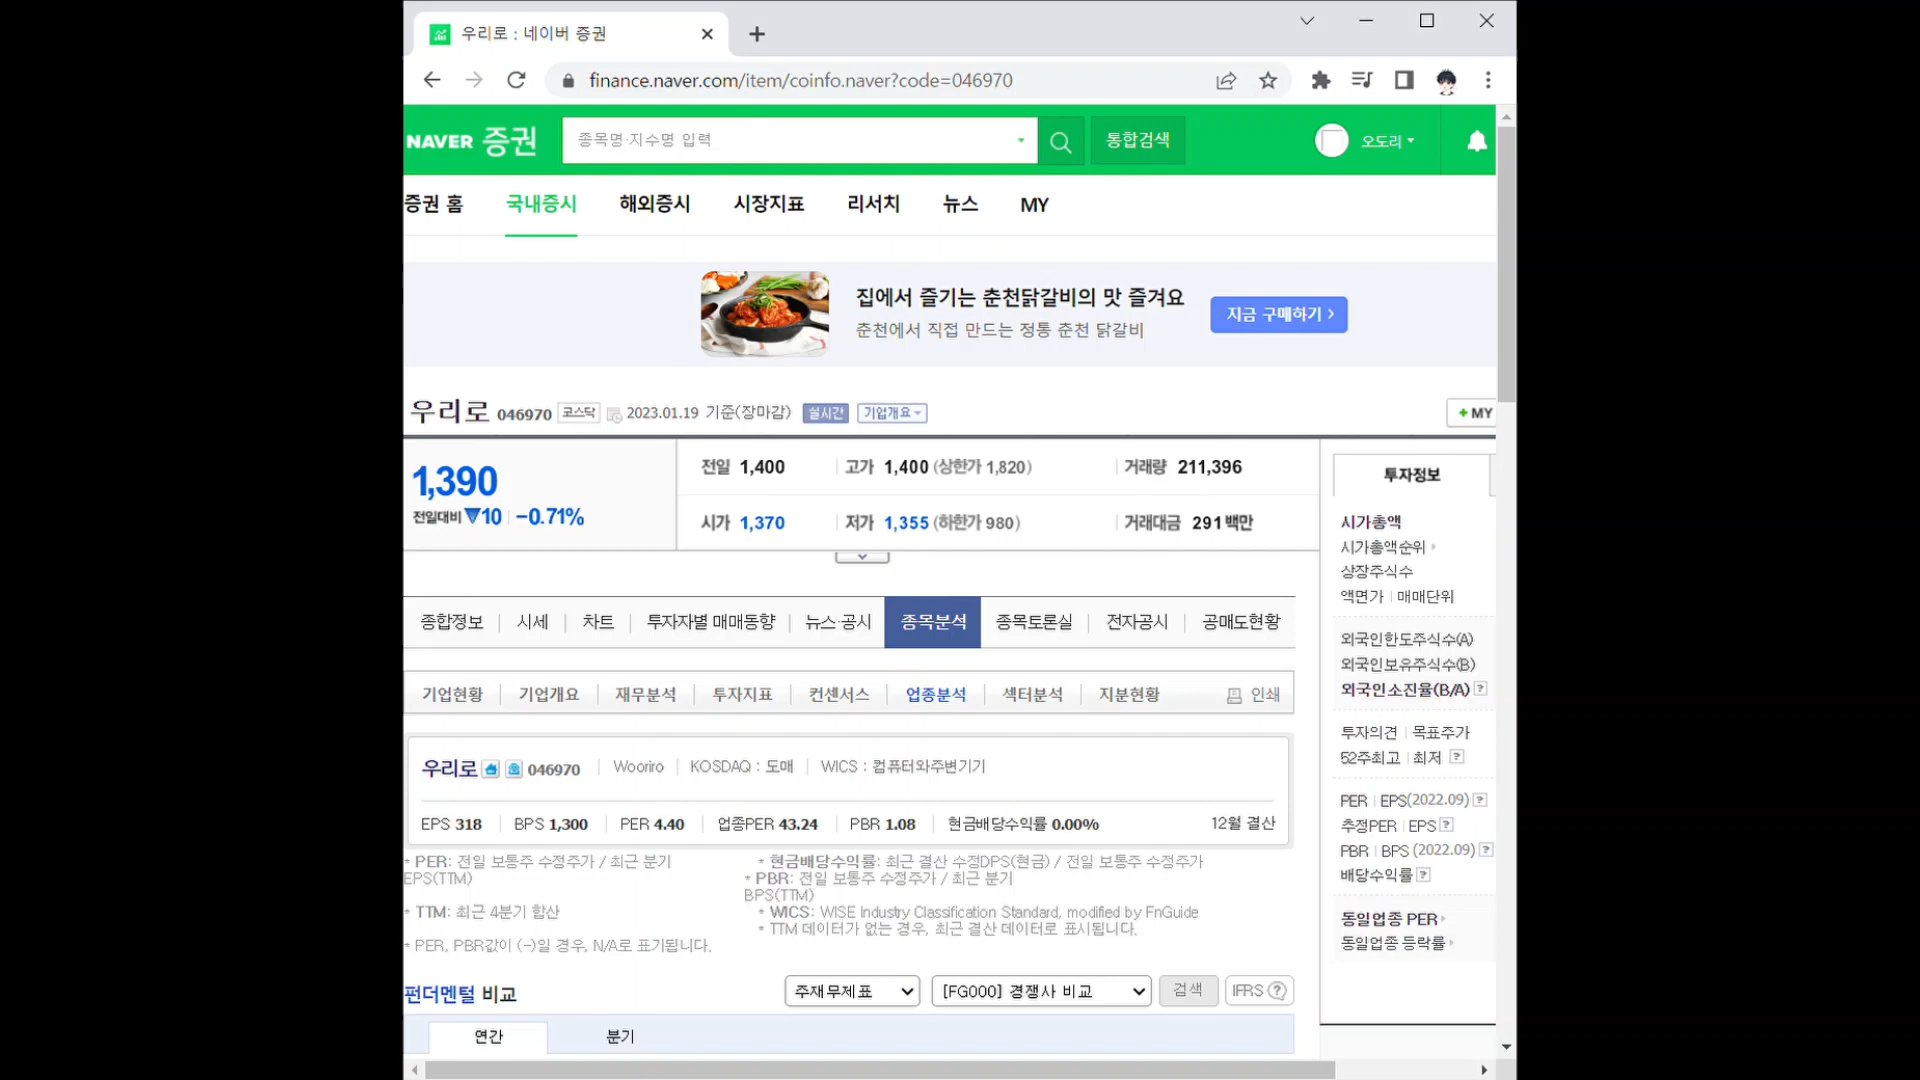 우리로 : 네이버 증권
finance.naver.com/item/coinfo.naver?code=046970
NAVER 증권 종목명·지수명 입력 통합검색 오도리
증권 홈 국내증시 해외증시 시장지표 리서치 뉴스 MY
집에서 즐기는 춘천닭갈비의 맛 즐겨요
춘천에서 직접 만드는 정통 춘천 닭갈비
지금 구매하기 >
우리로 046970 코스닥 2023.01.19 기준(장마감) 실시간 기업개요 + MY
1,390
전일대비 ▼10 -0.71%
전일 1,400 고가 1,400 (상한가 1,820) 거래량 211,396
시가 1,370 저가 1,355 (하한가 980) 거래대금 291 백만
종합정보 시세 차트 투자자별 매매동향 뉴스·공시 종목분석 종목토론실 전자공시 공매도현황
기업현황 기업개요 재무분석 투자지표 컨센서스 업종분석 섹터분석 지분현황 인쇄
우리로 046970 Wooriro KOSDAQ : 도매 WICS : 컴퓨터와주변기기
EPS 318 BPS 1,300 PER 4.40 업종PER 43.24 PBR 1.08 현금배당수익률 0.00% 12월 결산
* PER: 전일 보통주 수정주가 / 최근 분기
EPS(TTM)
* TTM: 최근 4분기 합산
* PER, PBR값이 (-)일 경우, N/A로 표기됩니다.
* 현금배당수익률: 최근 결산 수정DPS(현금) / 전일 보통주 수정주가
* PBR: 전일 보통주 수정주가 / 최근 분기
BPS(TTM)
* WICS: WISE Industry Classification Standard, modified by FnGuide
* TTM 데이터가 없는 경우, 최근 결산 데이터로 표시됩니다.
펀더멘털 비교 주재무제표 [FG000] 경쟁사 비교 검색 IFRS ?
연간 분기
투자정보
시가총액
시가총액순위
상장주식수
액면가 매매단위
외국인한도주식수(A)
외국인보유주식수(B)
외국인소진율(B/A) ?
투자의견 목표주가
52주최고 최저 ?
PER EPS(2022.09) ?
추정PER EPS ?
PBR BPS (2022.09) ?
배당수익률 ?
동일업종 PER
동일업종 등락률